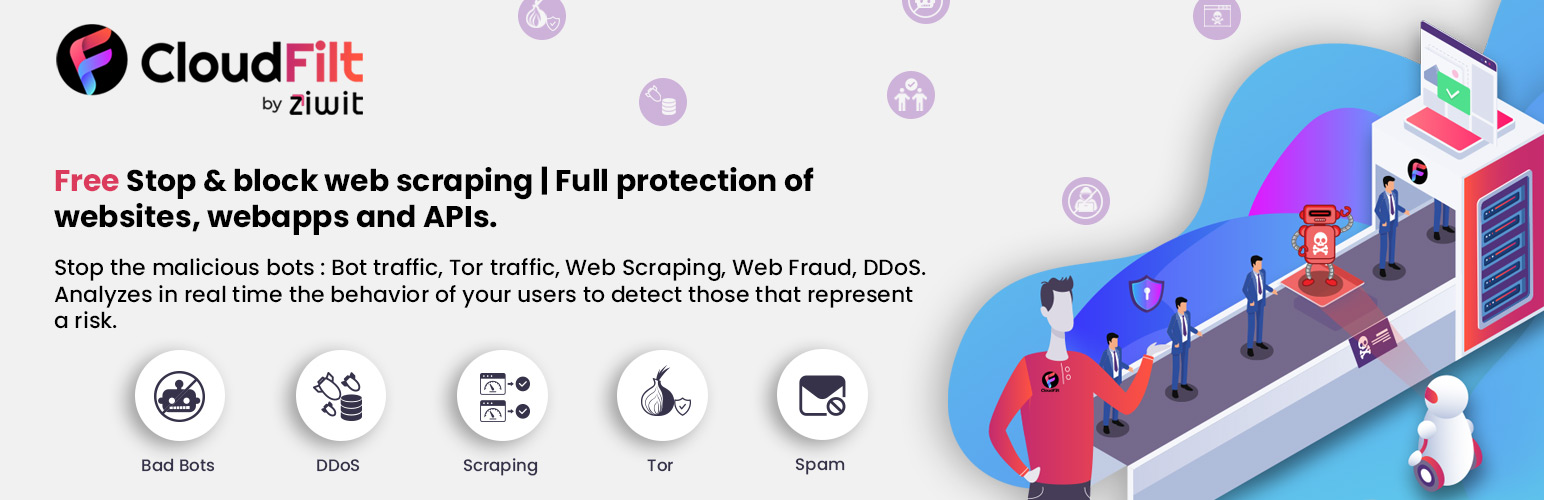 CloudFilt
by ziwit
Free Stop & block web scraping | Full protection of
websites, webapps and APIs.
Stop the malicious bots : Bot traffic, Tor traffic, Web Scraping, Web Fraud, DDoS.
Analyzes in real time the behavior of your users to detect those that represent
a risk.
Bad Bots
DDoS
Scraping
Tor
Spam
CloudFilt